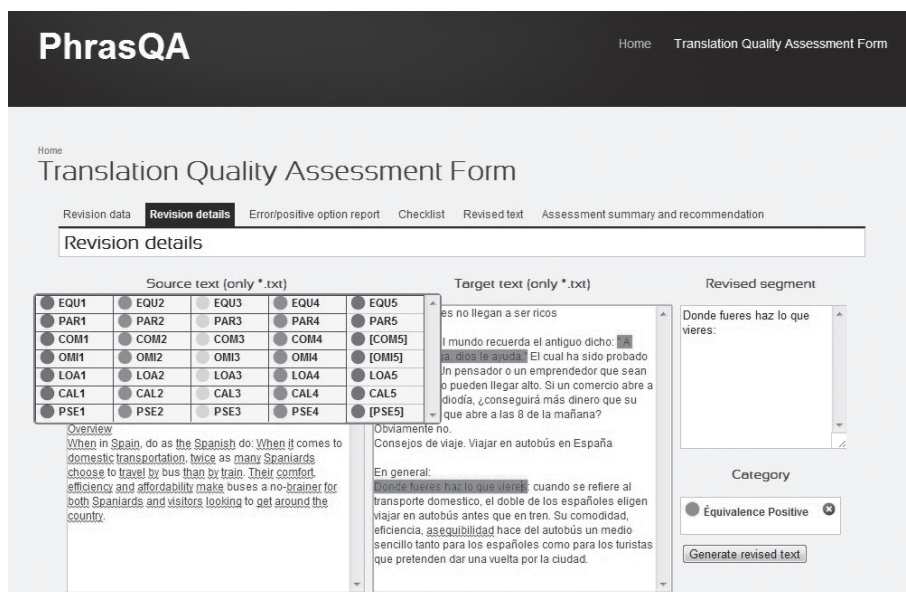 PhrasQA
Home Translation Quality Assessment Form
Home
Translation Quality Assessment Form
Revision data Revision details Error/positive option report Checklist Revised text Assessment summary and recommendation
Revision details
Source text (only *.txt)
EQU1 EQU2 EQU3 EQU4 EQU5
PAR1 PAR2 PAR3 PAR4 PAR5
COM1 COM2 COM3 COM4 [COM5]
OMI1 OMI2 OMI3 OMI4 [OMI5]
LOA1 LOA2 LOA3 LOA4 LOA5
CAL1 CAL2 CAL3 CAL4 CAL5
PSE1 PSE2 PSE3 PSE4 [PSE5]
Overview
When in Spain, do as the Spanish do: When it comes to
domestic transportation, twice as many Spaniards
choose to travel by bus than by train. Their comfort,
efficiency and affordability make buses a no-brainer for
both Spaniards and visitors looking to get around the
country.
Target text (only *.txt)
es no llegan a ser ricos
l mundo recuerda el antiguo dicho: "A
ga, dios le ayuda." El cual ha sido probado
Un pensador o un emprendedor que sean
o pueden llegar alto. Si un comercio abre a
diodía, ¿conseguirá más dinero que su
que abre a las 8 de la mañana?
Obviamente no.
Consejos de viaje. Viajar en autobús en España
En general:
Donde fueres haz lo que vieres: cuando se refiere al
transporte domestico, el doble de los españoles eligen
viajar en autobús antes que en tren. Su comodidad,
eficiencia, asequibilidad hace del autobús un medio
sencillo tanto para los españoles como para los turistas
que pretenden dar una vuelta por la ciudad.
Revised segment
Donde fueres haz lo que
vieres:
Category
Équivalence Positive
Generate revised text